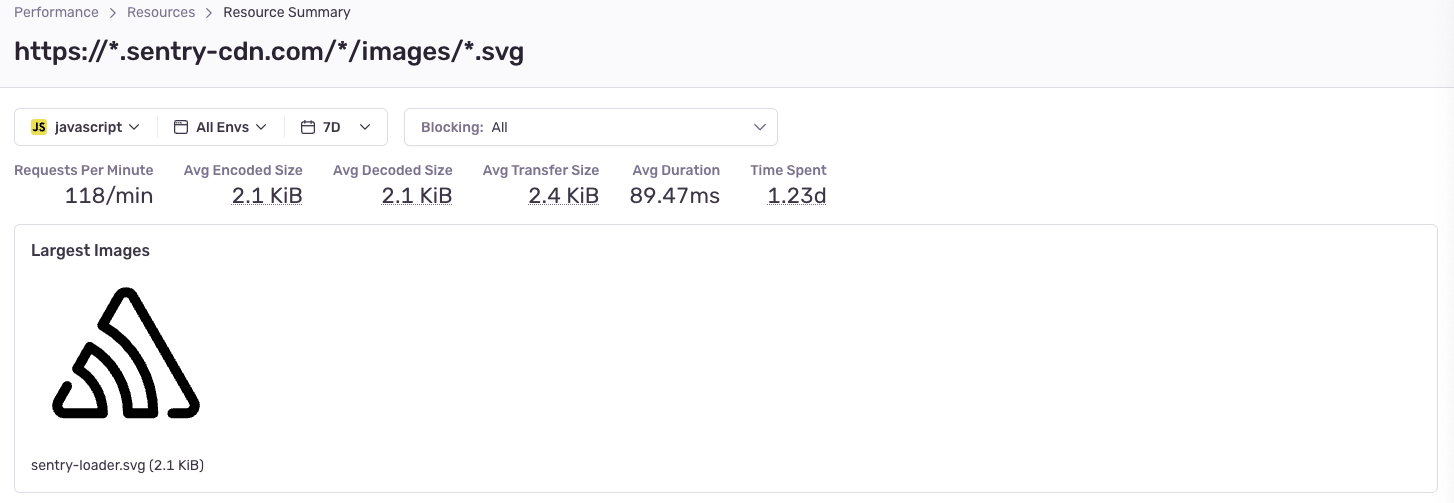 Performance > Resources > Resource Summary
https://*.sentry-cdn.com/*/images/*.svg
JS javascript All Envs 7D Blocking: All
Requests Per Minute Avg Encoded Size Avg Decoded Size Avg Transfer Size Avg Duration Time Spent
118/min 2.1 KiB 2.1 KiB 2.4 KiB 89.47ms 1.23d
Largest Images
sentry-loader.svg (2.1 KiB)